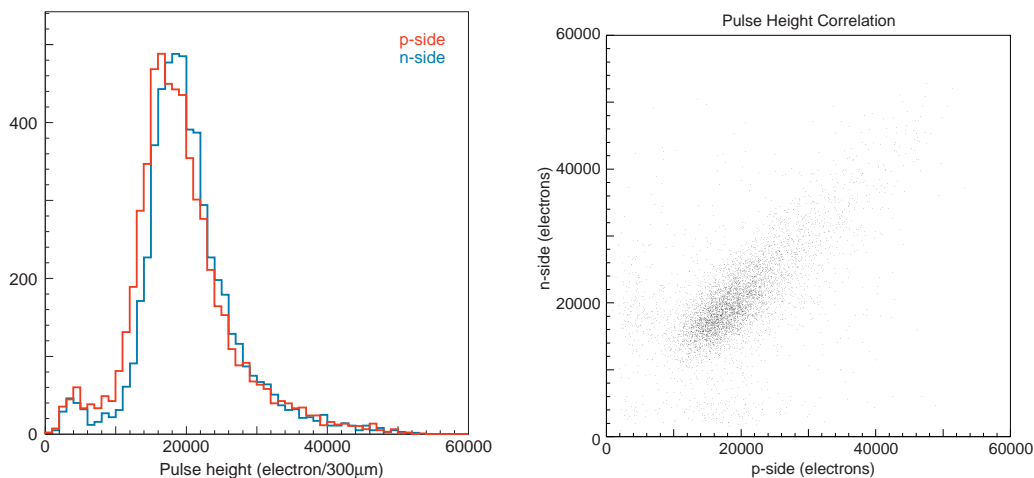 p-side
n-side
400
200
0
0
20000
40000
60000
Pulse height (electron/300μm)
Pulse Height Correlation
60000
40000
20000
0
n-side (electrons)
0
20000
40000
60000
p-side (electrons)